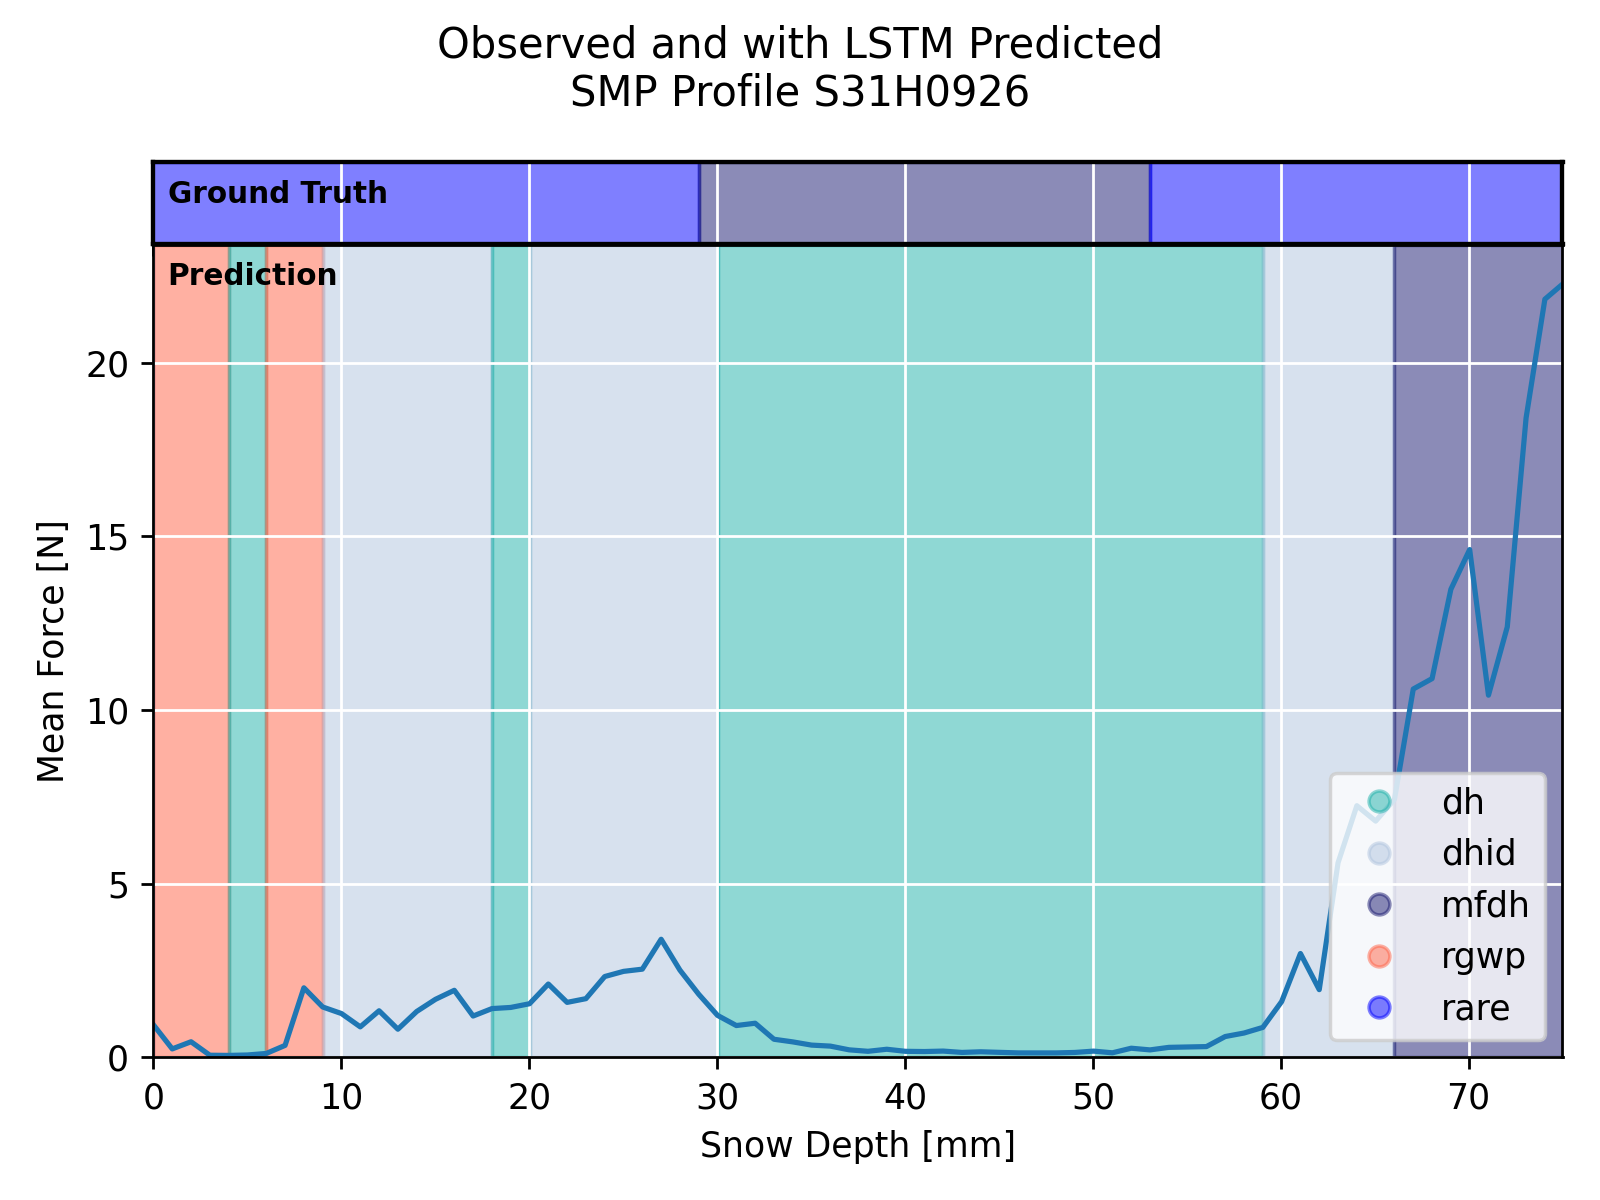 Observed and with LSTM Predicted
SMP Profile S31H0926
Ground Truth
Prediction
Mean Force [N]
20
15
10
5
0
dh
dhid
mfdh
rgwp
rare
0 10 20 30 40 50 60 70
Snow Depth [mm]